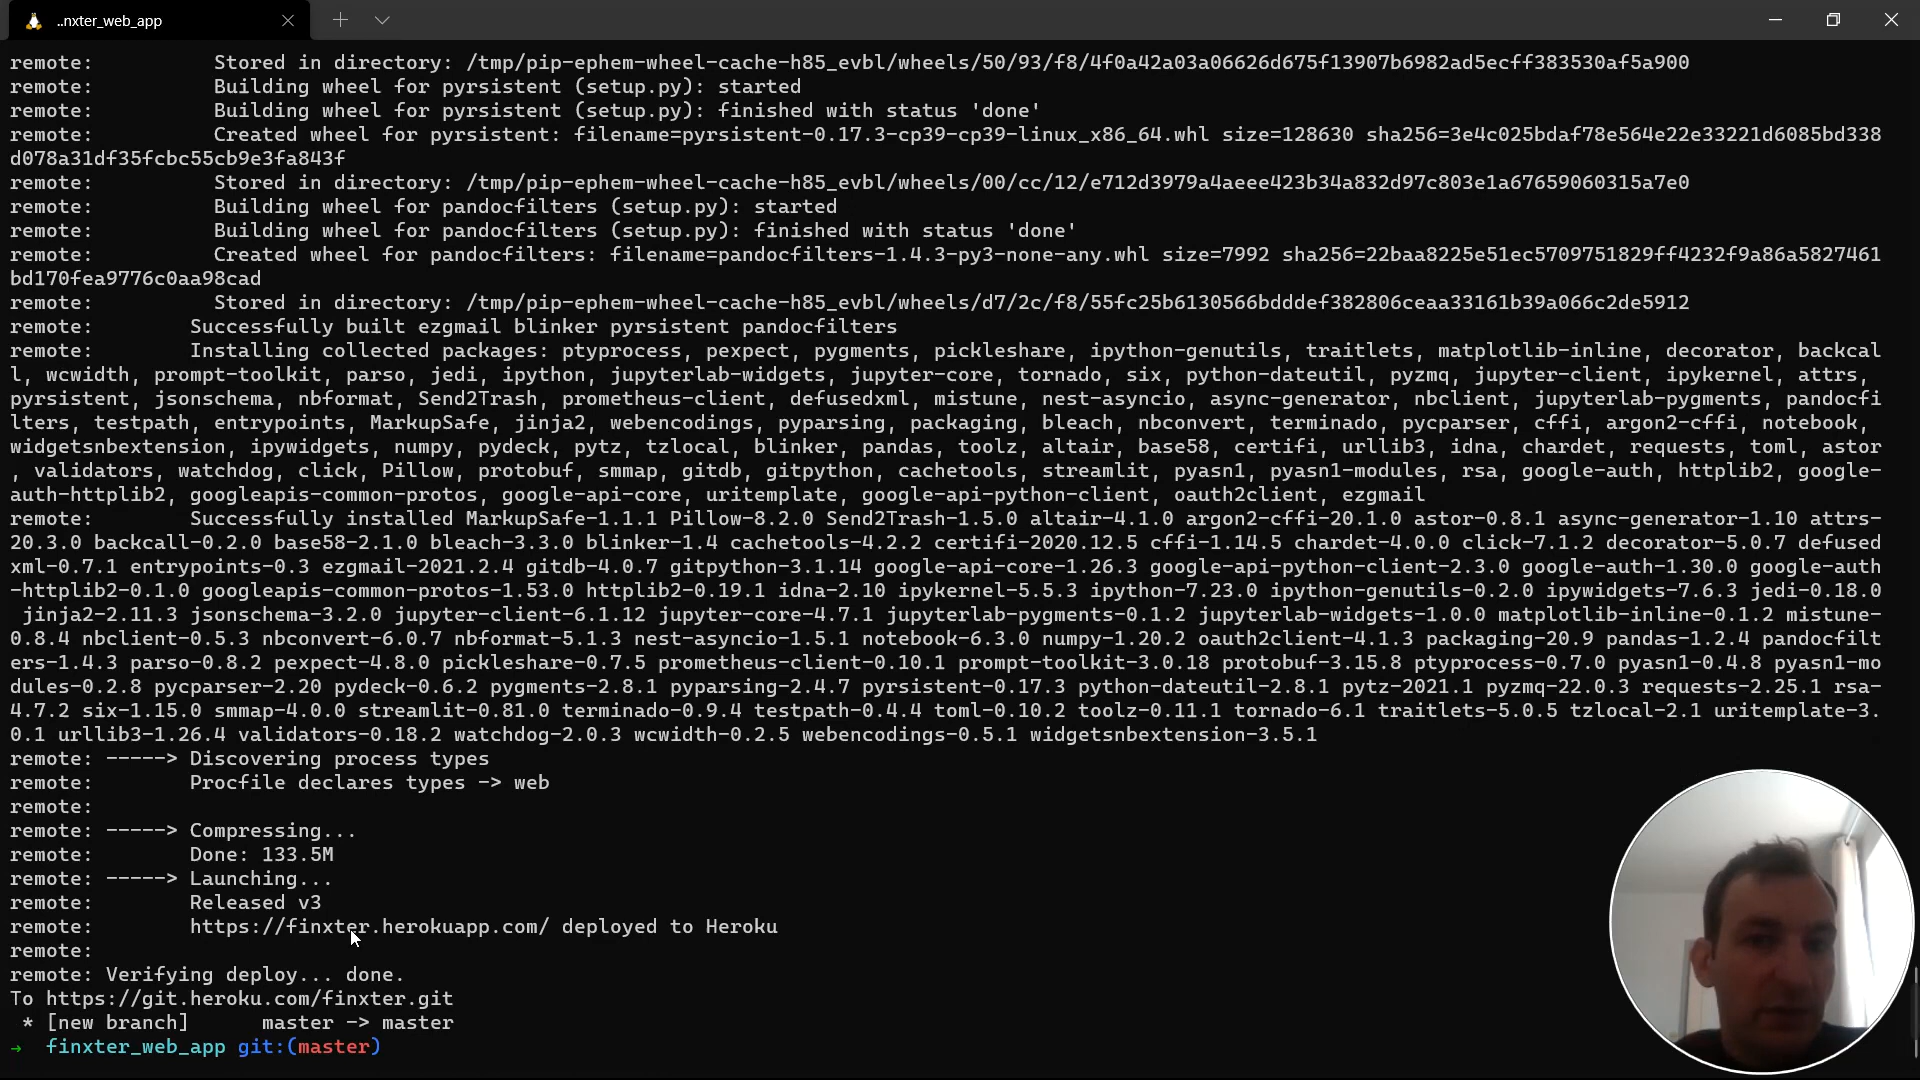 ..nxter_web_app
remote:          Stored in directory: /tmp/pip-ephem-wheel-cache-h85_evbl/wheels/50/93/f8/4f0a42a03a06626d675f13907b6982ad5ecff383530af5a900
remote:          Building wheel for pyrsistent (setup.py): started
remote:          Building wheel for pyrsistent (setup.py): finished with status 'done'
remote:          Created wheel for pyrsistent: filename=pyrsistent-0.17.3-cp39-cp39-linux_x86_64.whl size=128630 sha256=3e4c025bdaf78e564e22e33221d6085bd338
d078a31df35fcbc55cb9e3fa843f
remote:          Stored in directory: /tmp/pip-ephem-wheel-cache-h85_evbl/wheels/00/cc/12/e712d3979a4aeee423b34a832d97c803e1a67659060315a7e0
remote:          Building wheel for pandocfilters (setup.py): started
remote:          Building wheel for pandocfilters (setup.py): finished with status 'done'
remote:          Created wheel for pandocfilters: filename=pandocfilters-1.4.3-py3-none-any.whl size=7992 sha256=22baa8225e51ec5709751829ff4232f9a86a5827461
bd170fea9776c0aa98cad
remote:          Stored in directory: /tmp/pip-ephem-wheel-cache-h85_evbl/wheels/d7/2c/f8/55fc25b6130566bdddef382806ceaa33161b39a066c2de5912
remote:        Successfully built ezgmail blinker pyrsistent pandocfilters
remote:        Installing collected packages: ptyprocess, pexpect, pygments, pickleshare, ipython-genutils, traitlets, matplotlib-inline, decorator, backcal
l, wcwidth, prompt-toolkit, parso, jedi, ipython, jupyterlab-widgets, jupyter-core, tornado, six, python-dateutil, pyzmq, jupyter-client, ipykernel, attrs,
pyrsistent, jsonschema, nbformat, Send2Trash, prometheus-client, defusedxml, mistune, nest-asyncio, async-generator, nbclient, jupyterlab-pygments, pandocfi
lters, testpath, entrypoints, MarkupSafe, jinja2, webencodings, pyparsing, packaging, bleach, nbconvert, terminado, pycparser, cffi, argon2-cffi, notebook,
widgetsnbextension, ipywidgets, numpy, pydeck, pytz, tzlocal, blinker, pandas, toolz, altair, base58, certifi, urllib3, idna, chardet, requests, toml, astor
, validators, watchdog, click, Pillow, protobuf, smmap, gitdb, gitpython, cachetools, streamlit, pyasn1, pyasn1-modules, rsa, google-auth, httplib2, google-
auth-httplib2, googleapis-common-protos, google-api-core, uritemplate, google-api-python-client, oauth2client, ezgmail
remote:        Successfully installed MarkupSafe-1.1.1 Pillow-8.2.0 Send2Trash-1.5.0 altair-4.1.0 argon2-cffi-20.1.0 astor-0.8.1 async-generator-1.10 attrs-
20.3.0 backcall-0.2.0 base58-2.1.0 bleach-3.3.0 blinker-1.4 cachetools-4.2.2 certifi-2020.12.5 cffi-1.14.5 chardet-4.0.0 click-7.1.2 decorator-5.0.7 defused
xml-0.7.1 entrypoints-0.3 ezgmail-2021.2.4 gitdb-4.0.7 gitpython-3.1.14 google-api-core-1.26.3 google-api-python-client-2.3.0 google-auth-1.30.0 google-auth
-httplib2-0.1.0 googleapis-common-protos-1.53.0 httplib2-0.19.1 idna-2.10 ipykernel-5.5.3 ipython-7.23.0 ipython-genutils-0.2.0 ipywidgets-7.6.3 jedi-0.18.0
 jinja2-2.11.3 jsonschema-3.2.0 jupyter-client-6.1.12 jupyter-core-4.7.1 jupyterlab-pygments-0.1.2 jupyterlab-widgets-1.0.0 matplotlib-inline-0.1.2 mistune-
0.8.4 nbclient-0.5.3 nbconvert-6.0.7 nbformat-5.1.3 nest-asyncio-1.5.1 notebook-6.3.0 numpy-1.20.2 oauth2client-4.1.3 packaging-20.9 pandas-1.2.4 pandocfilt
ers-1.4.3 parso-0.8.2 pexpect-4.8.0 pickleshare-0.7.5 prometheus-client-0.10.1 prompt-toolkit-3.0.18 protobuf-3.15.8 ptyprocess-0.7.0 pyasn1-0.4.8 pyasn1-mo
dules-0.2.8 pycparser-2.20 pydeck-0.6.2 pygments-2.8.1 pyparsing-2.4.7 pyrsistent-0.17.3 python-dateutil-2.8.1 pytz-2021.1 pyzmq-22.0.3 requests-2.25.1 rsa-
4.7.2 six-1.15.0 smmap-4.0.0 streamlit-0.81.0 terminado-0.9.4 testpath-0.4.4 toml-0.10.2 toolz-0.11.1 tornado-6.1 traitlets-5.0.5 tzlocal-2.1 uritemplate-3.
0.1 urllib3-1.26.4 validators-0.18.2 watchdog-2.0.3 wcwidth-0.2.5 webencodings-0.5.1 widgetsnbextension-3.5.1
remote: -----> Discovering process types
remote:        Procfile declares types -> web
remote:
remote: -----> Compressing...
remote:        Done: 133.5M
remote: -----> Launching...
remote:        Released v3
remote:        https://finxter.herokuapp.com/ deployed to Heroku
remote:
remote: Verifying deploy... done.
To https://git.heroku.com/finxter.git
 * [new branch]      master -> master
→  finxter_web_app git:(master)